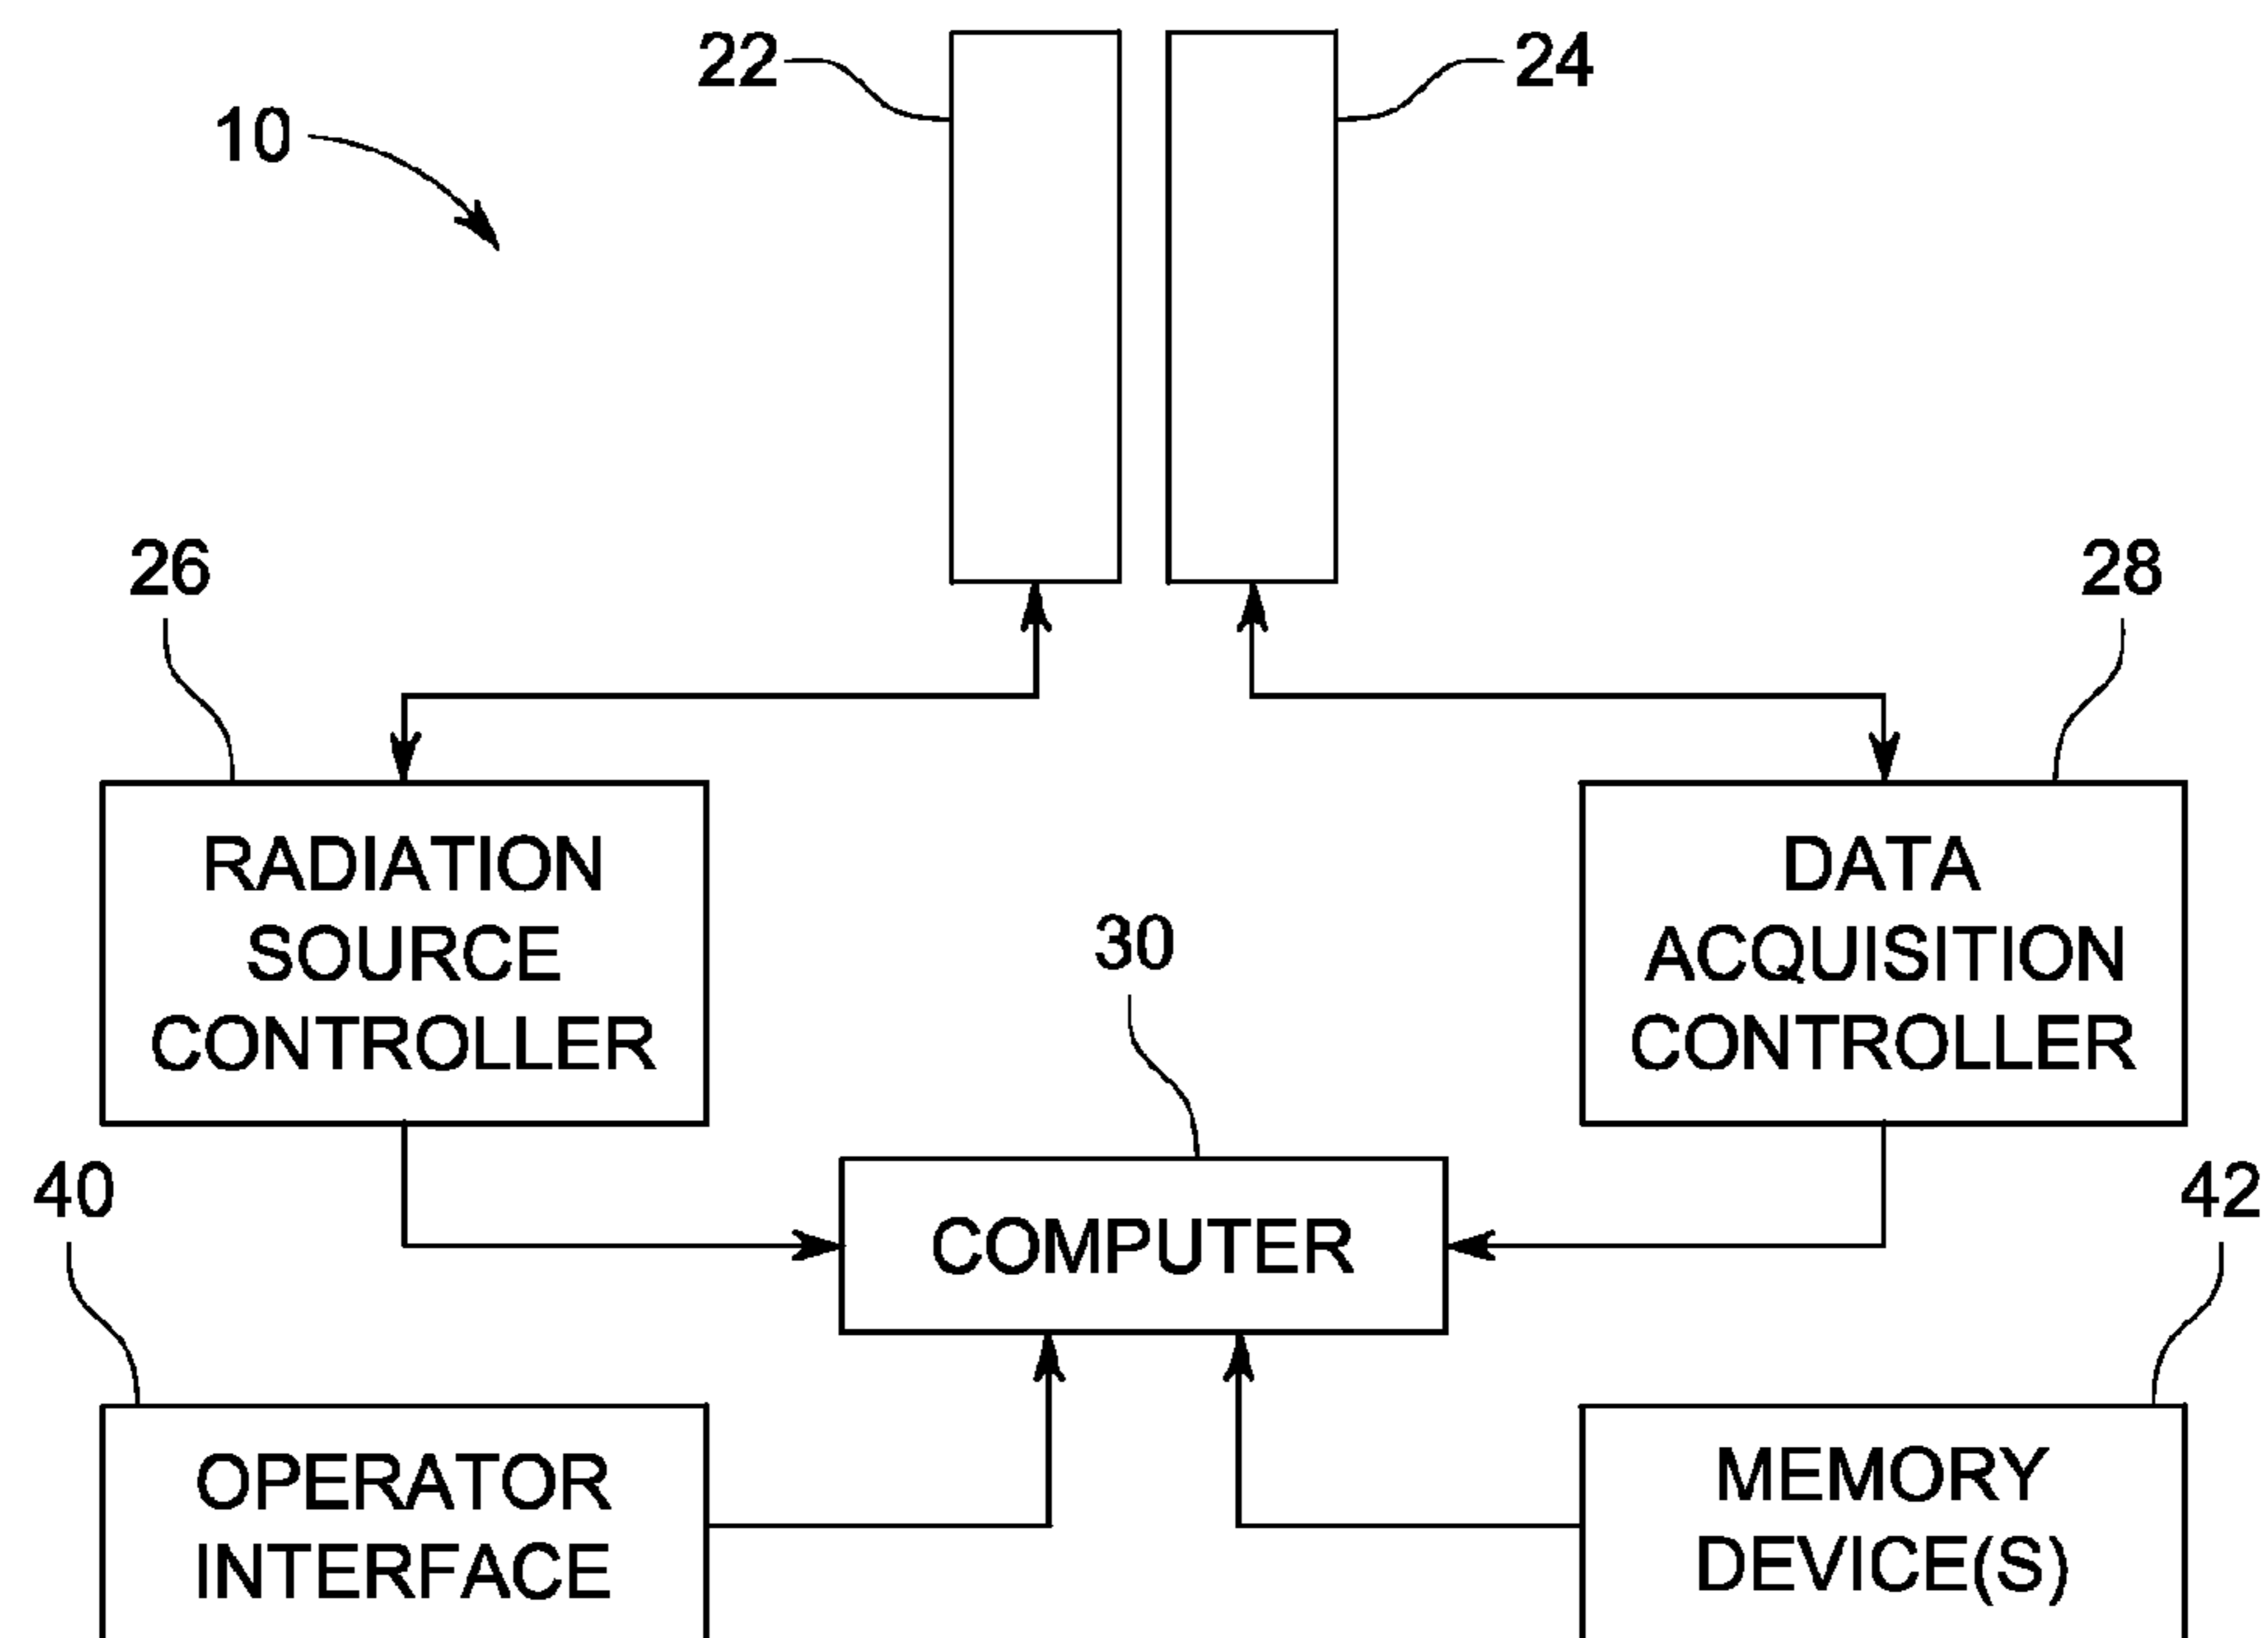 22
24
10
26
28
RADIATION
SOURCE
CONTROLLER
DATA
ACQUISITION
CONTROLLER
30
40
COMPUTER
42
OPERATOR
INTERFACE
MEMORY
DEVICE(S)